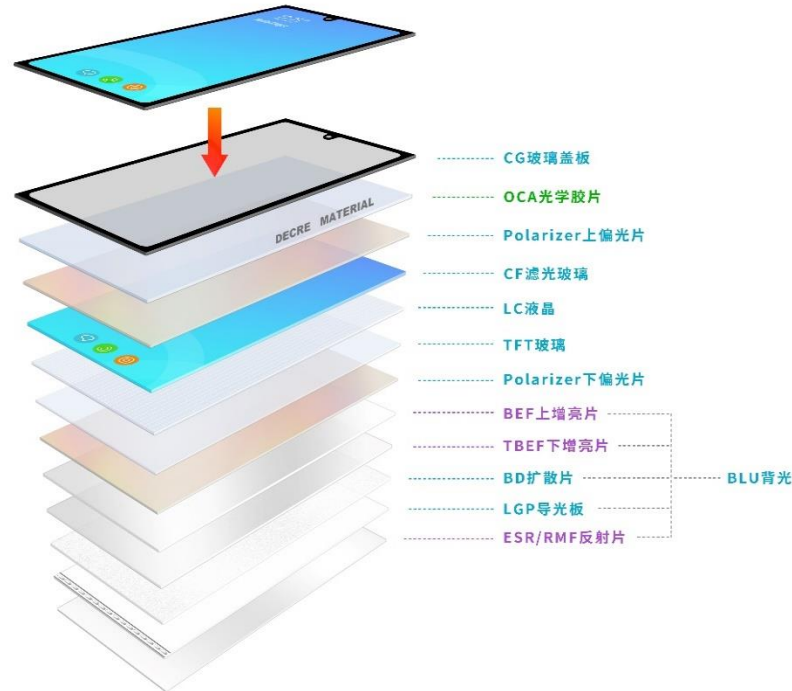 CG玻璃盖板
OCA光学胶片
DECRE MATERIAL
Polarizer上偏光片
CF滤光玻璃
LC液晶
TFT玻璃
Polarizer下偏光片
BEF上增亮片
TBEF下增亮片
BD扩散片
BLU背光
LGP导光板
ESR/RMF反射片